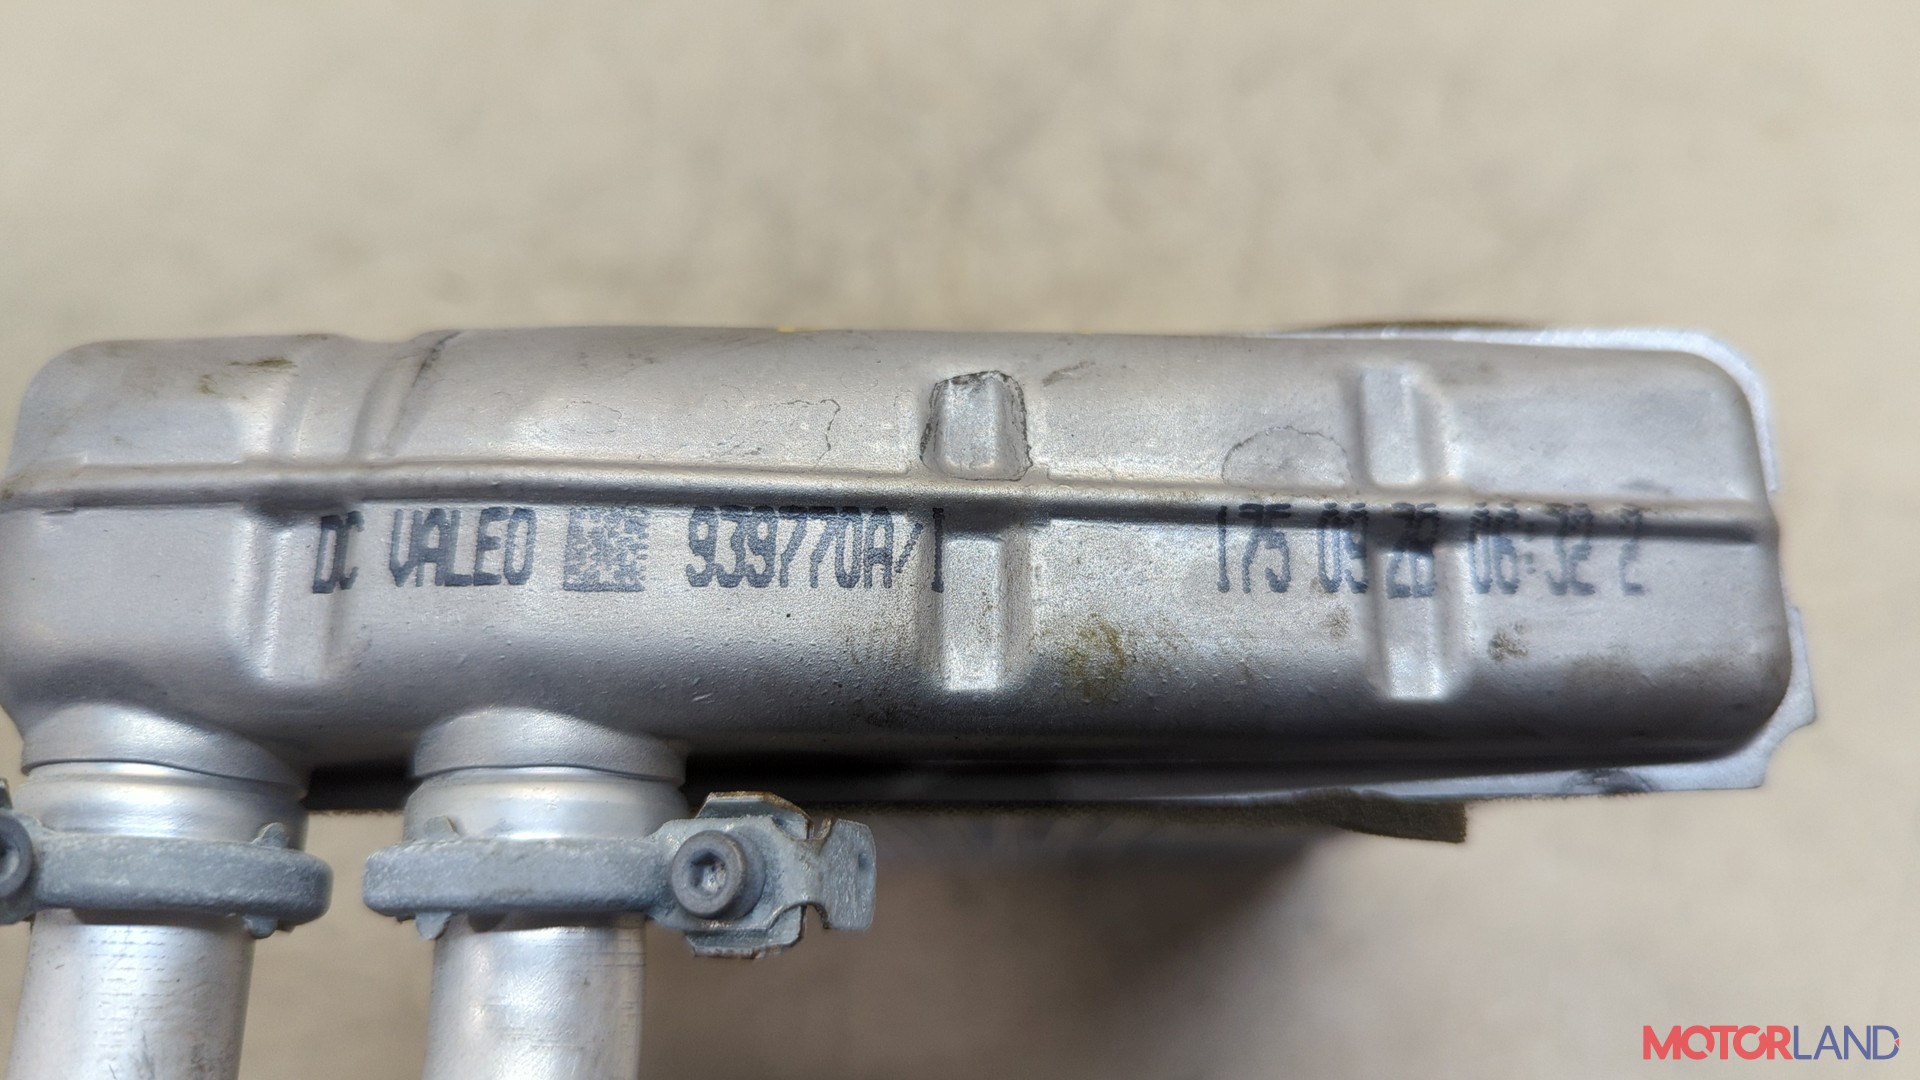 DC VALEO 939770A/I 175 09 28 06:32 2
MOTORLAND